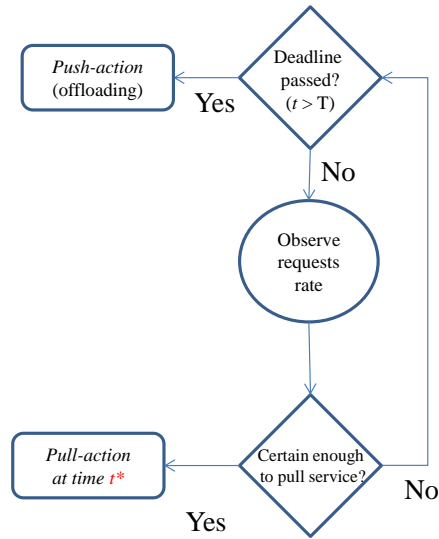 Push-action
(offloading)
Deadline
passed?
(t > T)
Yes
No
Observe
requests
rate
Pull-action
at time t*
Certain enough
to pull service?
Yes
No